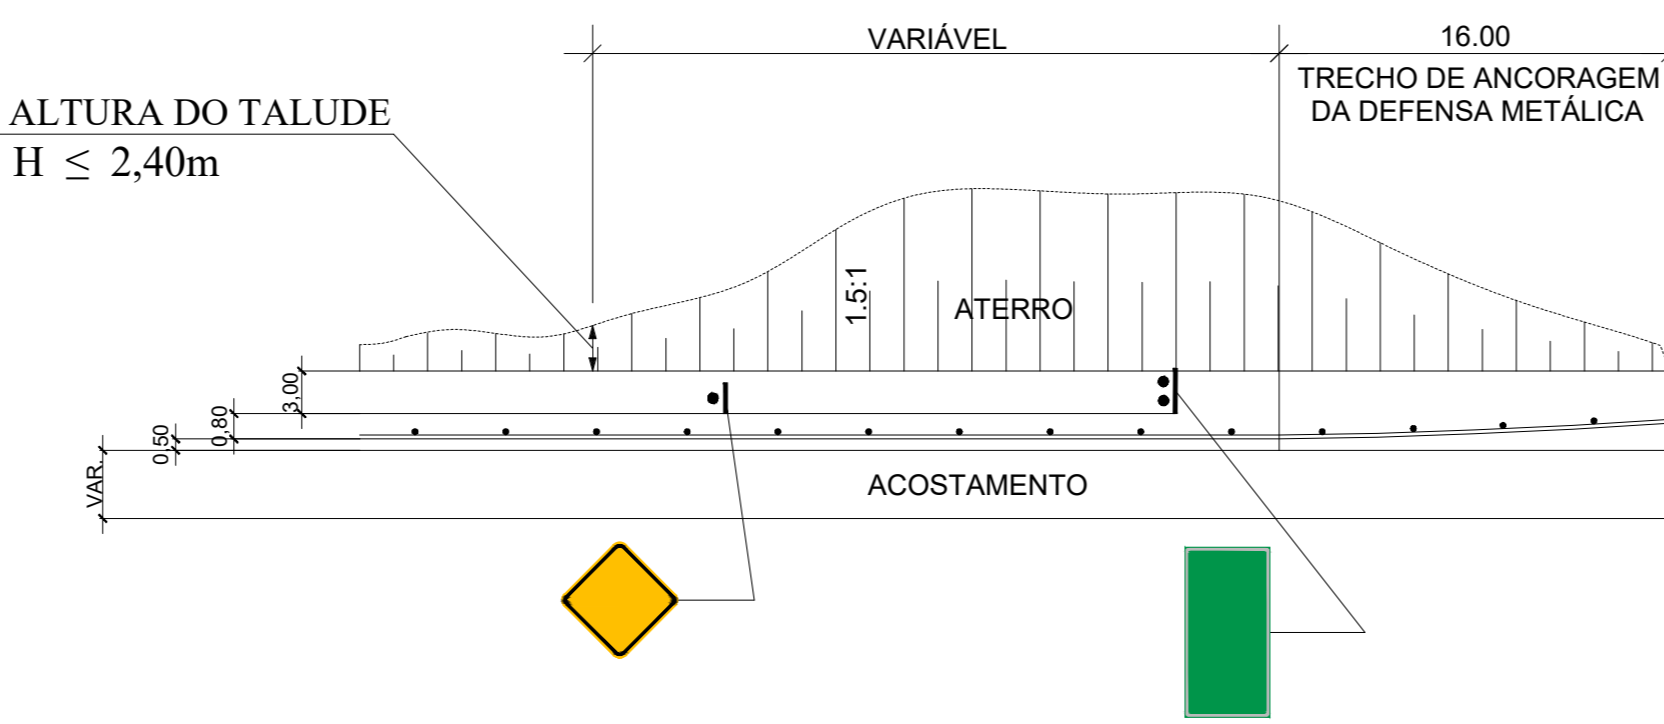 VARIÁVEL
16.00
TRECHO DE ANCORAGEM
DA DEFENSA METÁLICA
ALTURA DO TALUDE
H ≤ 2,40m
1.5:1
ATERRO
3,00
0,80
0,50
VAR.
ACOSTAMENTO